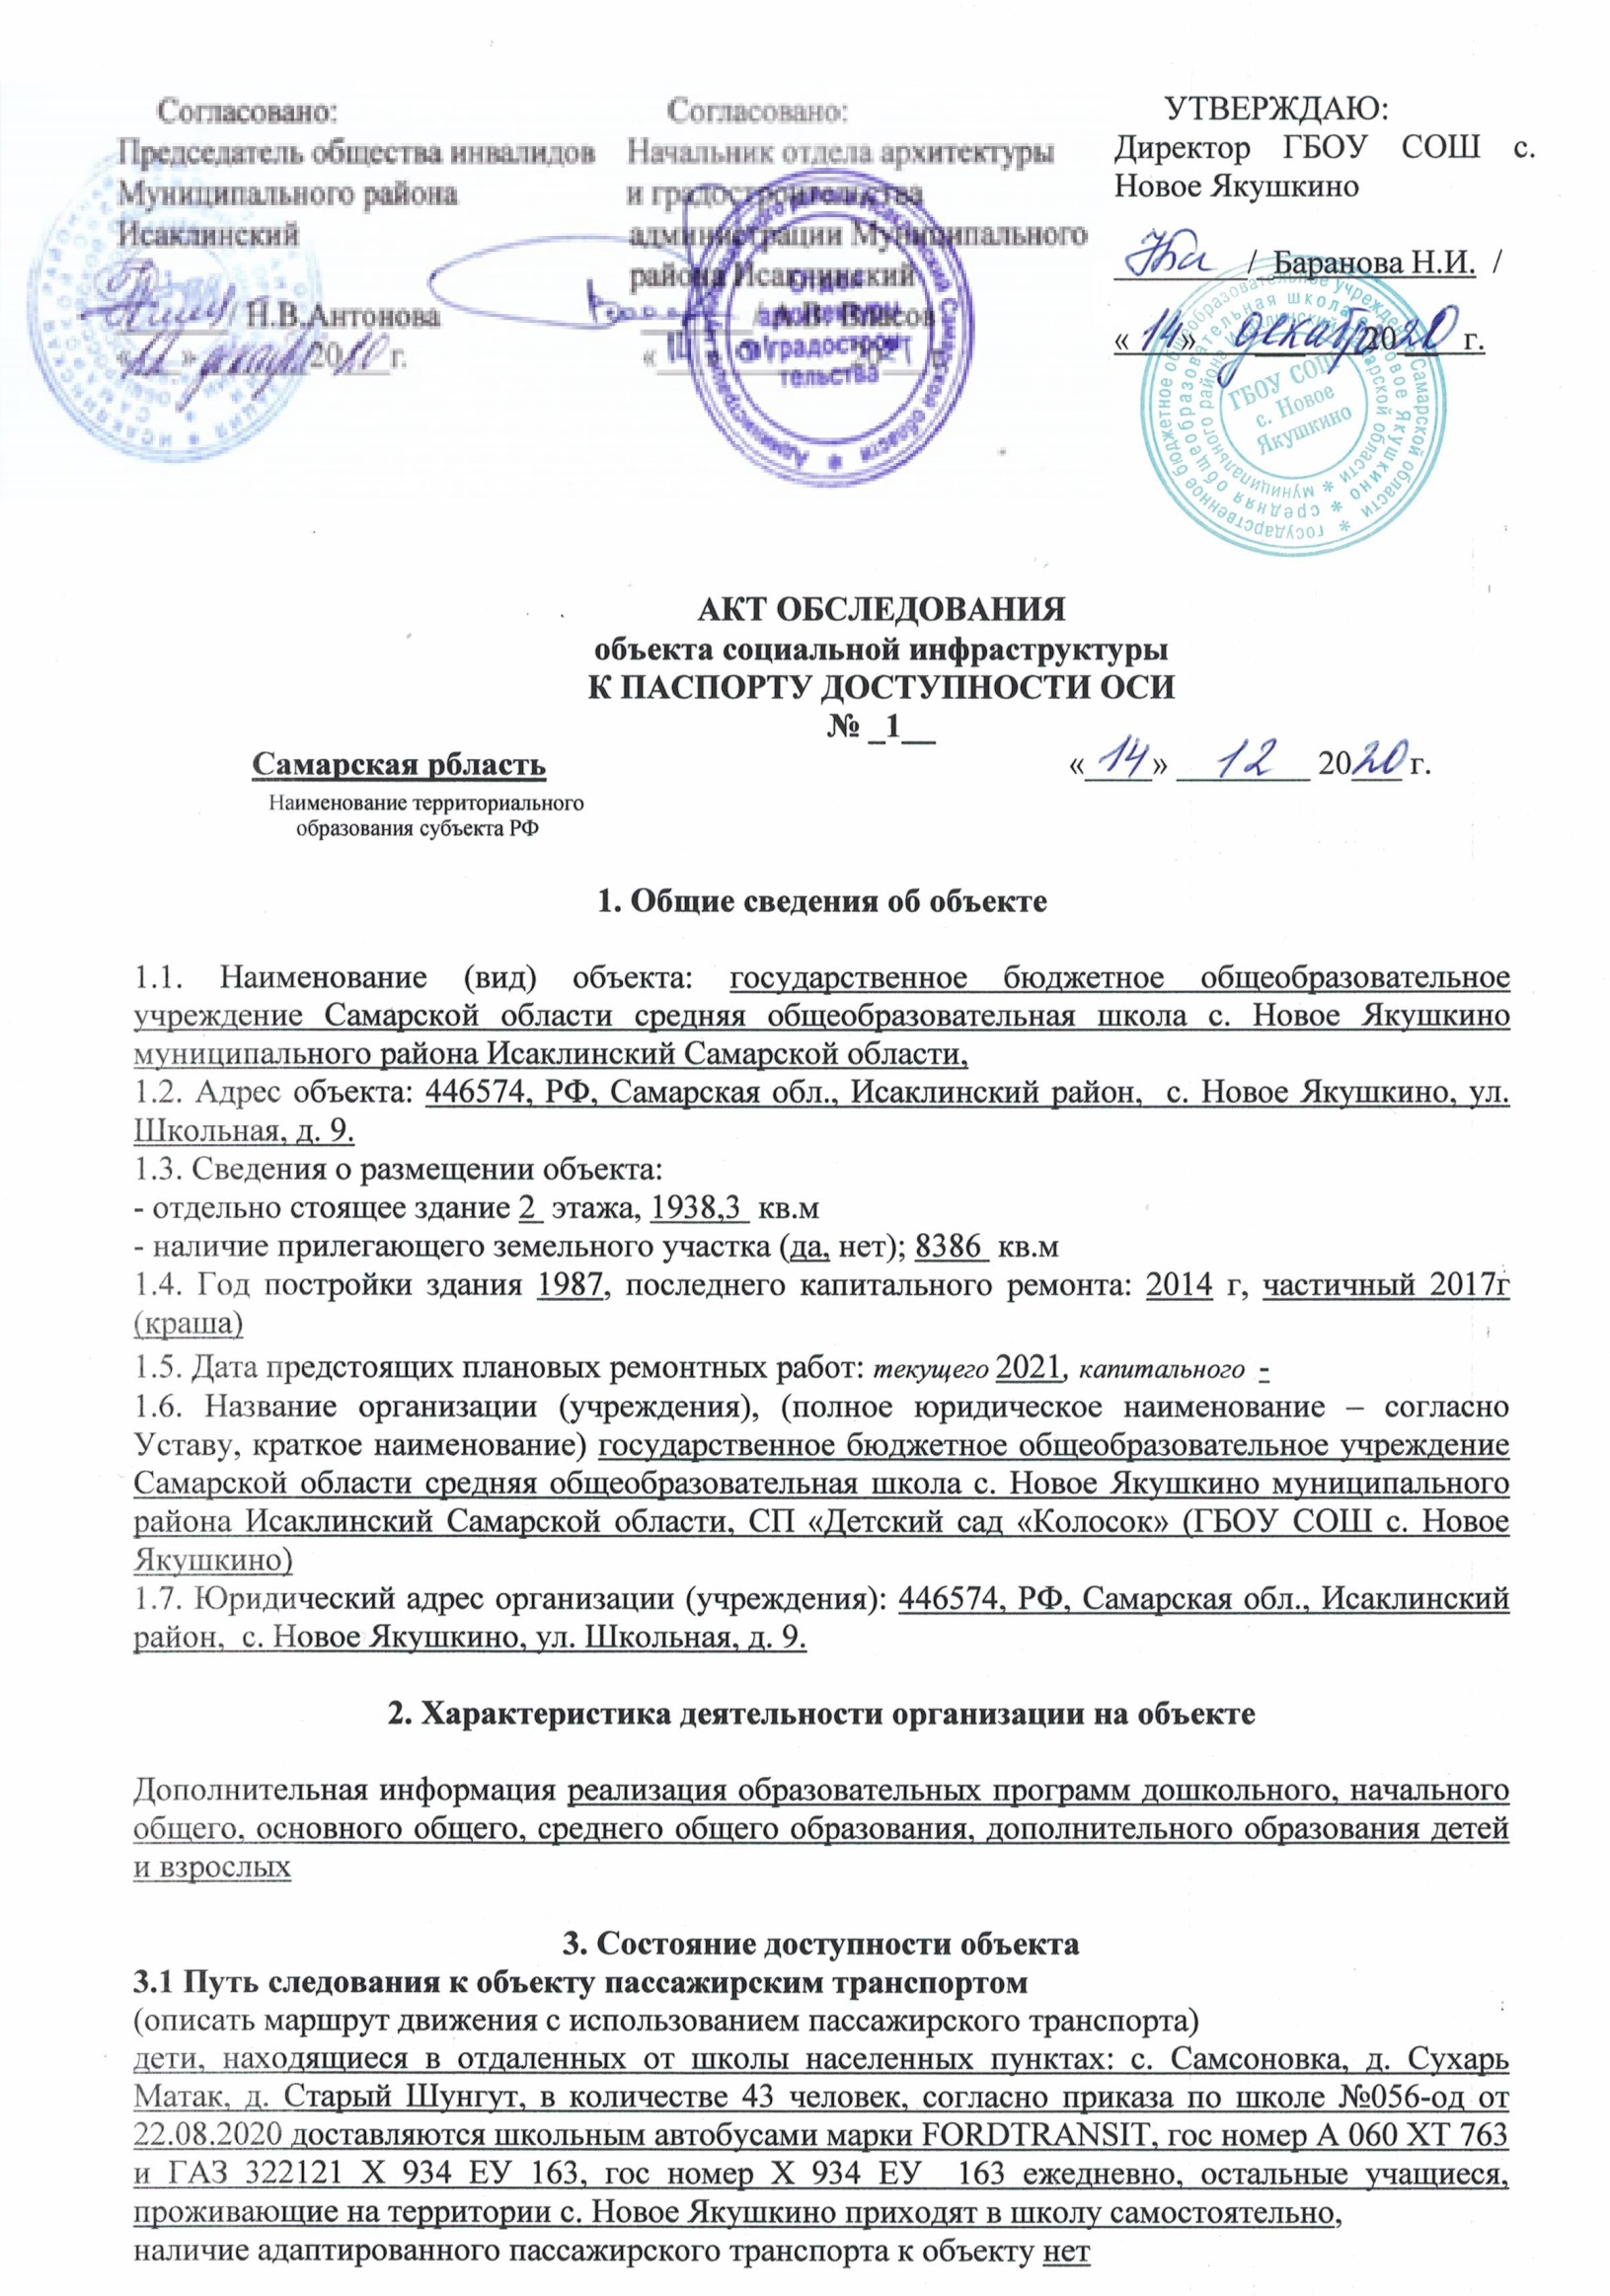 Согласовано:
Председатель общества инвалидов
Муниципального района
Исаклинский
/ Н.В.Антонова
« » декабря 2020 г.
Согласовано:
Начальник отдела архитектуры
и градостроительства
администрации Муниципального
района Исаклинский
/ А.В. Власов
Отдел
архитектуры
и градострои
тельства
УТВЕРЖДАЮ:
Директор ГБОУ СОШ с.
Новое Якушкино
/ Баранова Н.И. /
«14» декабря 2020 г.
ГБОУ СОШ
с. Новое
Якушкино
АКТ ОБСЛЕДОВАНИЯ
объекта социальной инфраструктуры
К ПАСПОРТУ ДОСТУПНОСТИ ОСИ
№ _1__
Самарская рбласть
«14» 12 2020 г.
Наименование территориального
образования субъекта РФ
1. Общие сведения об объекте
1.1. Наименование (вид) объекта: государственное бюджетное общеобразовательное
учреждение Самарской области средняя общеобразовательная школа с. Новое Якушкино
муниципального района Исаклинский Самарской области,
1.2. Адрес объекта: 446574, РФ, Самарская обл., Исаклинский район, с. Новое Якушкино, ул.
Школьная, д. 9.
1.3. Сведения о размещении объекта:
- отдельно стоящее здание 2 этажа, 1938,3 кв.м
- наличие прилегающего земельного участка (да, нет); 8386 кв.м
1.4. Год постройки здания 1987, последнего капитального ремонта: 2014 г, частичный 2017г
(краша)
1.5. Дата предстоящих плановых ремонтных работ: текущего 2021, капитального -
1.6. Название организации (учреждения), (полное юридическое наименование – согласно
Уставу, краткое наименование) государственное бюджетное общеобразовательное учреждение
Самарской области средняя общеобразовательная школа с. Новое Якушкино муниципального
района Исаклинский Самарской области, СП «Детский сад «Колосок» (ГБОУ СОШ с. Новое
Якушкино)
1.7. Юридический адрес организации (учреждения): 446574, РФ, Самарская обл., Исаклинский
район, с. Новое Якушкино, ул. Школьная, д. 9.
2. Характеристика деятельности организации на объекте
Дополнительная информация реализация образовательных программ дошкольного, начального
общего, основного общего, среднего общего образования, дополнительного образования детей
и взрослых
3. Состояние доступности объекта
3.1 Путь следования к объекту пассажирским транспортом
(описать маршрут движения с использованием пассажирского транспорта)
дети, находящиеся в отдаленных от школы населенных пунктах: с. Самсоновка, д. Сухарь
Матак, д. Старый Шунгут, в количестве 43 человек, согласно приказа по школе №056-од от
22.08.2020 доставляются школьным автобусами марки FORDTRANSIT, гос номер А 060 ХТ 763
и ГАЗ 322121 Х 934 ЕУ 163, гос номер Х 934 ЕУ 163 ежедневно, остальные учащиеся,
проживающие на территории с. Новое Якушкино приходят в школу самостоятельно,
наличие адаптированного пассажирского транспорта к объекту нет